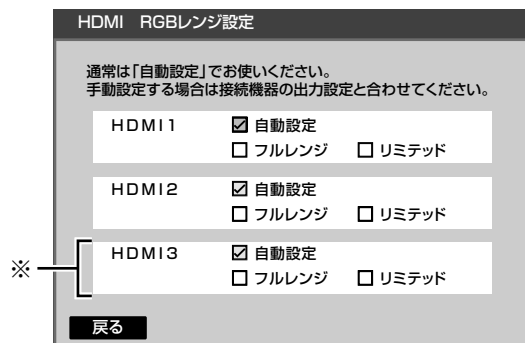 HDMI RGBレンジ設定
通常は「自動設定」でお使いください。
手動設定する場合は接続機器の出力設定と合わせてください。
HDMI1 自動設定
フルレンジ リミテッド
HDMI2 自動設定
フルレンジ リミテッド
※ HDMI3 自動設定
フルレンジ リミテッド
戻る